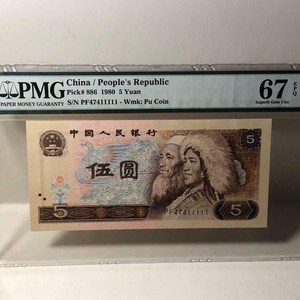 PMG
PAPER MONEY GUARANTY
China / People's Republic
Pick# 886 1980 5 Yuan
S/N PF47411111 - Wmk: Pu Coin
67 EPQ
Superb Gem Unc
中国人民银行
5
伍圆
PF47411111
5
5